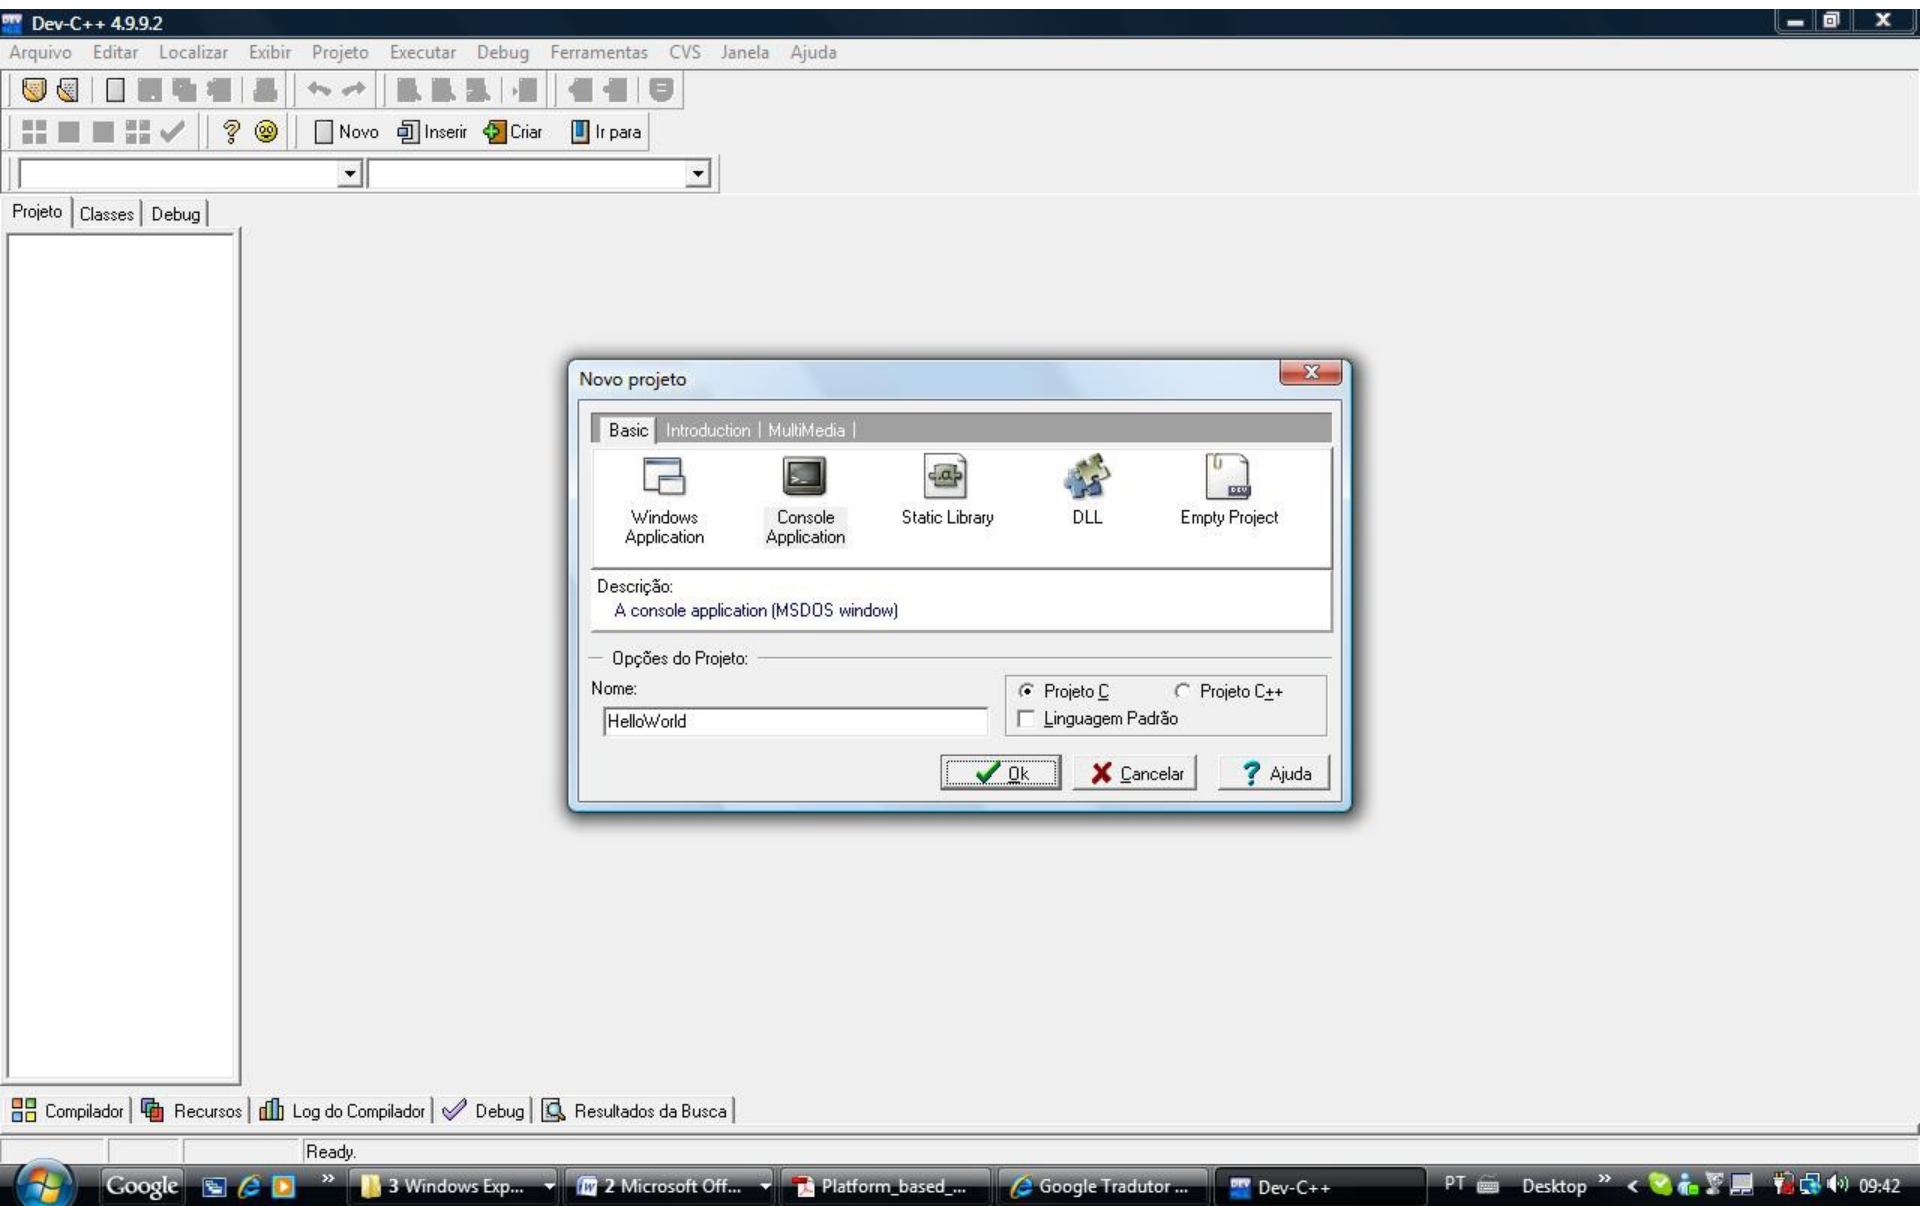 Dev-C++ 4.9.9.2
Arquivo Editar Localizar Exibir Projeto Executar Debug Ferramentas CVS Janela Ajuda
Novo Inserir Criar Ir para
Projeto Classes Debug
Novo projeto
Basic Introduction MultiMedia
Windows Application
Console Application
Static Library
DLL
Empty Project
Descrição:
A console application (MSDOS window)
Opções do Projeto:
Nome:
HelloWorld
Projeto C Projeto C++
Linguagem Padrão
Ok Cancelar Ajuda
Compilador Recursos Log do Compilador Debug Resultados da Busca
Ready.
Google 3 Windows Exp... 2 Microsoft Off... Platform_based_... Google Tradutor ... Dev-C++ PT Desktop 09:42